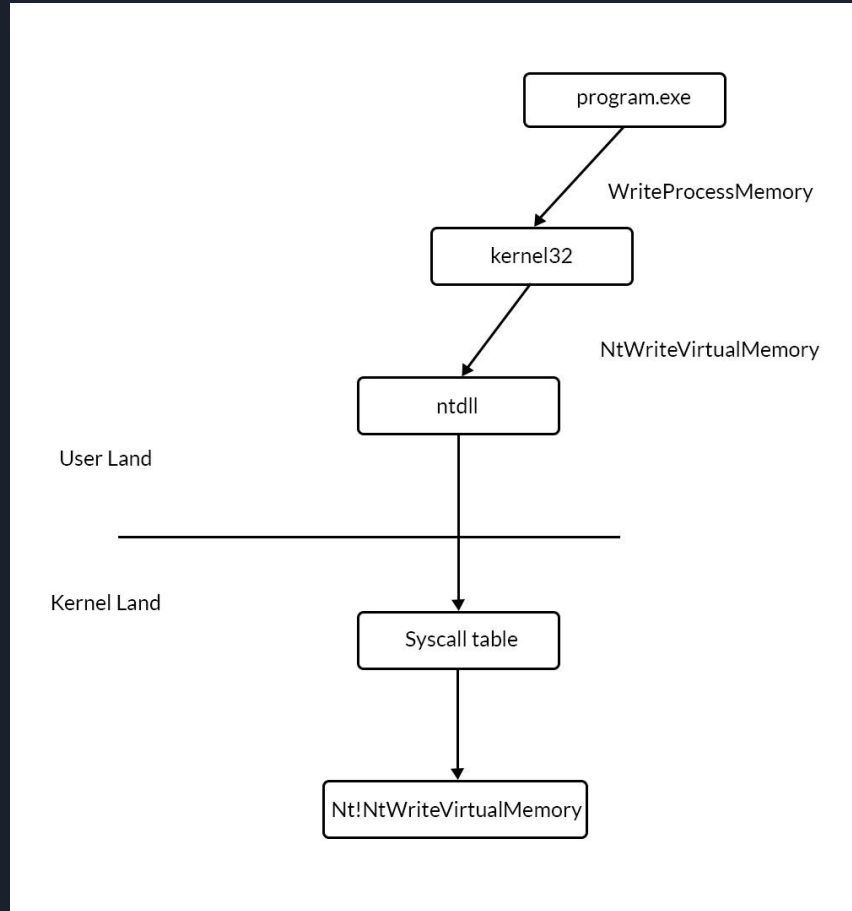 program.exe
WriteProcessMemory
kernel32
NtWriteVirtualMemory
ntdll
User Land
Kernel Land
Syscall table
Nt!NtWriteVirtualMemory